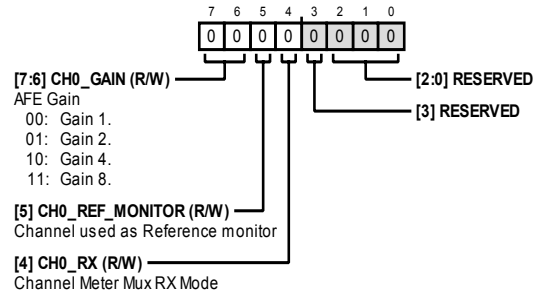 7 6 5 4 3 2 1 0
0 0 0 0 0 0 0 0
[7:6] CH0_GAIN (R/W)
AFE Gain
00: Gain 1.
01: Gain 2.
10: Gain 4.
11: Gain 8.
[5] CH0_REF_MONITOR (R/W)
Channel used as Reference monitor
[4] CH0_RX (R/W)
Channel Meter Mux RX Mode
[2:0] RESERVED
[3] RESERVED